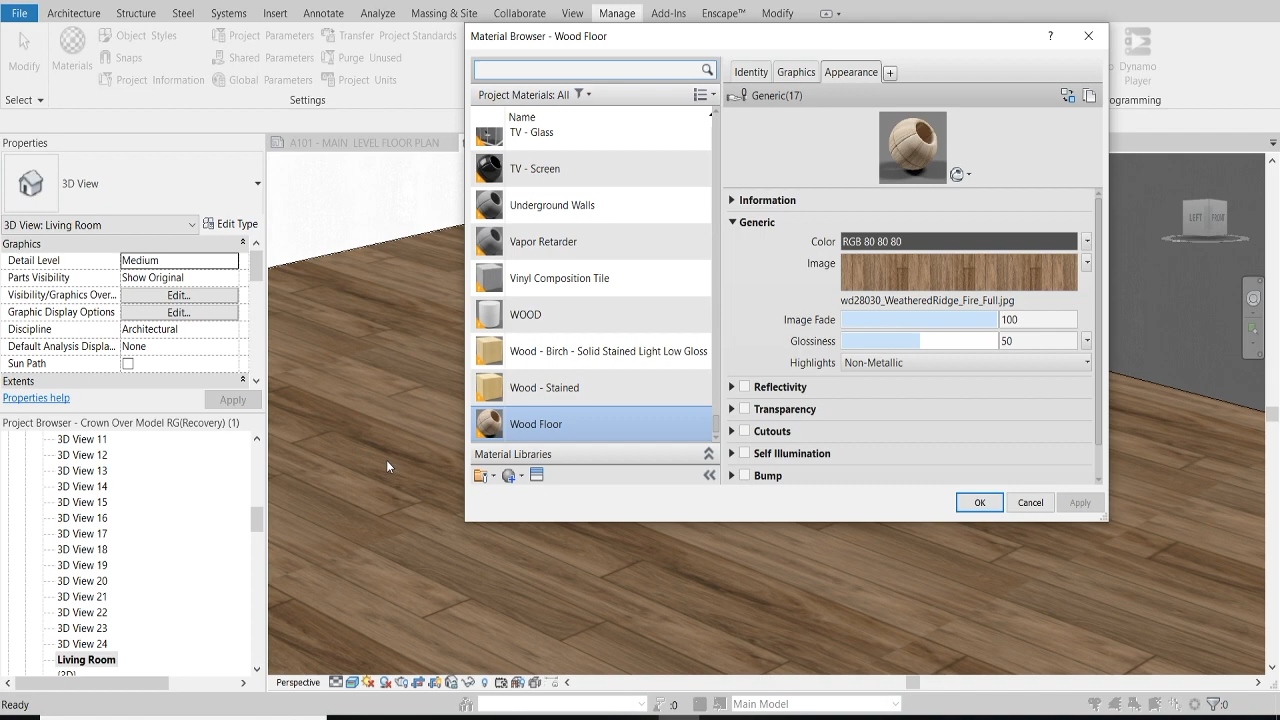 File Architecture Structure Steel Systems Insert Annotate Analyze Massing & Site Collaborate View Manage Add-Ins Enscape™ Modify
Modify
Select
Materials
Object Styles
Snaps
Project Information
Project Parameters
Shared Parameters
Global Parameters
Transfer Project Standards
Purge Unused
Project Units
Settings
Dynamo
Player
ogramming
Properties
3D View
3D View: Living Room
Edit Type
Graphics
Detail Level Medium
Parts Visibility Show Original
Visibility/Graphics Over... Edit...
Graphic Display Options Edit...
Discipline Architectural
Default Analysis Displa... None
Sun Path
Extents
Properties help Apply
Project Browser - Crown Over Model RG(Recovery) (1)
3D View 11
3D View 12
3D View 13
3D View 14
3D View 15
3D View 16
3D View 17
3D View 18
3D View 19
3D View 20
3D View 21
3D View 22
3D View 23
3D View 24
Living Room
A101 - MAIN LEVEL FLOOR PLAN
Material Browser - Wood Floor
?
Project Materials: All
Name
TV - Glass
TV - Screen
Underground Walls
Vapor Retarder
Vinyl Composition Tile
WOOD
Wood - Birch - Solid Stained Light Low Gloss
Wood - Stained
Wood Floor
Material Libraries
Identity Graphics Appearance
Generic(17)
Information
Generic
Color RGB 80 80 80
Image
wd28030_WeatheredRidge_Fire_Full.jpg
Image Fade 100
Glossiness 50
Highlights Non-Metallic
Reflectivity
Transparency
Cutouts
Self Illumination
Bump
OK Cancel Apply
LEFT FRONT
Perspective
Ready
:0
Main Model
:0